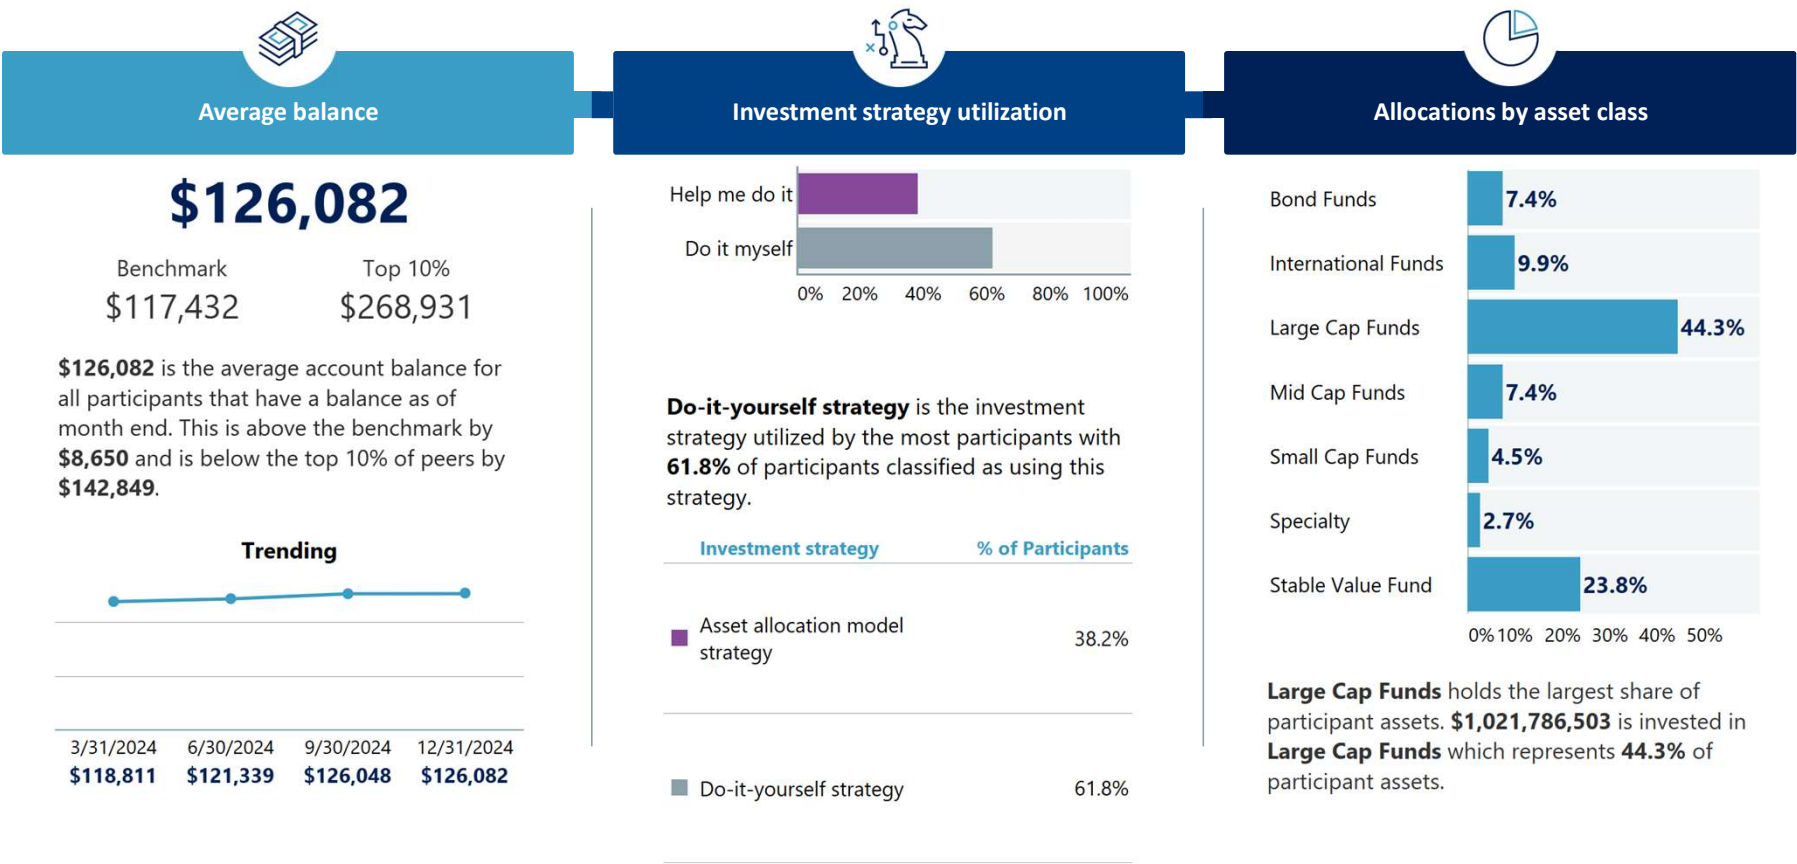 Average balance
$126,082
Benchmark
$117,432
Top 10%
$268,931
$126,082 is the average account balance for
all participants that have a balance as of
month end. This is above the benchmark by
$8,650 and is below the top 10% of peers by
$142,849.
Trending
3/31/2024 6/30/2024 9/30/2024 12/31/2024
$118,811 $121,339 $126,048 $126,082
Investment strategy utilization
Help me do it
Do it myself
0% 20% 40% 60% 80% 100%
Do-it-yourself strategy is the investment
strategy utilized by the most participants with
61.8% of participants classified as using this
strategy.
Investment strategy % of Participants
Asset allocation model
strategy
38.2%
Do-it-yourself strategy 61.8%
Allocations by asset class
Bond Funds 7.4%
International Funds 9.9%
Large Cap Funds 44.3%
Mid Cap Funds 7.4%
Small Cap Funds 4.5%
Specialty 2.7%
Stable Value Fund 23.8%
0% 10% 20% 30% 40% 50%
Large Cap Funds holds the largest share of
participant assets. $1,021,786,503 is invested in
Large Cap Funds which represents 44.3% of
participant assets.